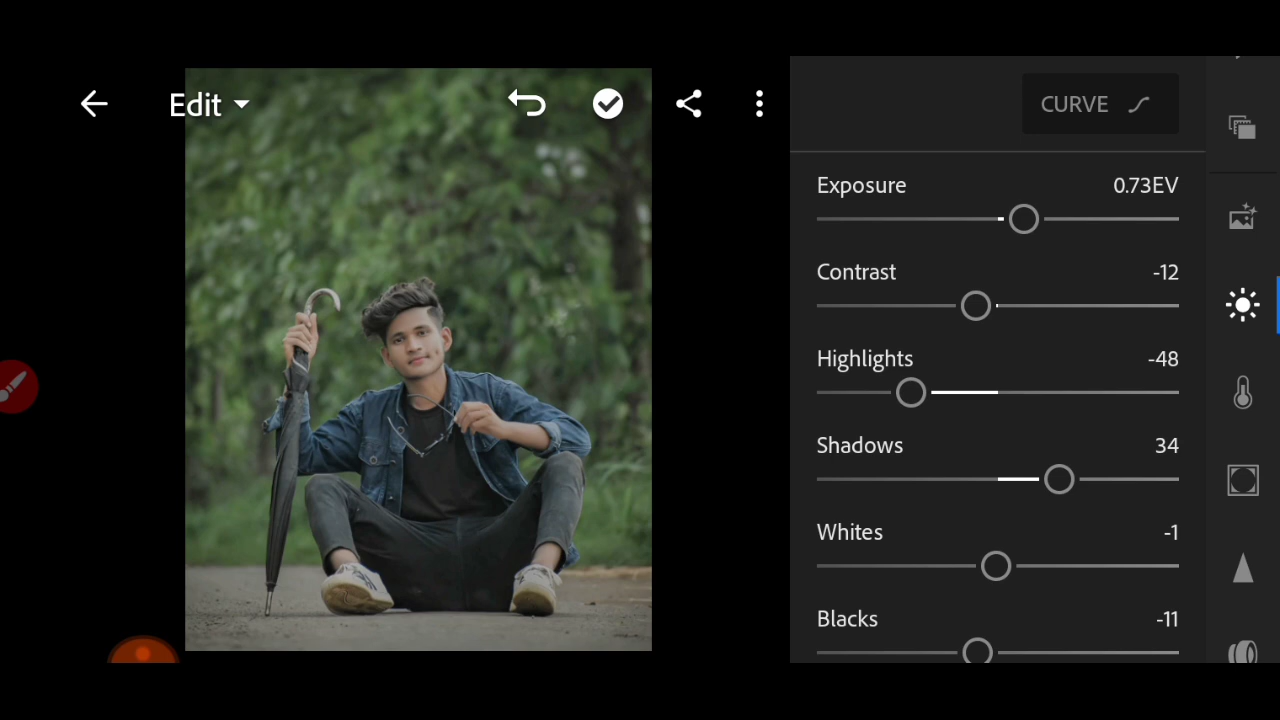 Edit
CURVE
Exposure 0.73EV
Contrast -12
Highlights -48
Shadows 34
Whites -1
Blacks -11